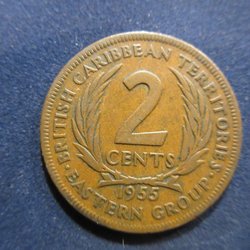 BRITISH CARIBBEAN TERRITORIES
2
CENTS
1955
EASTERN GROUP